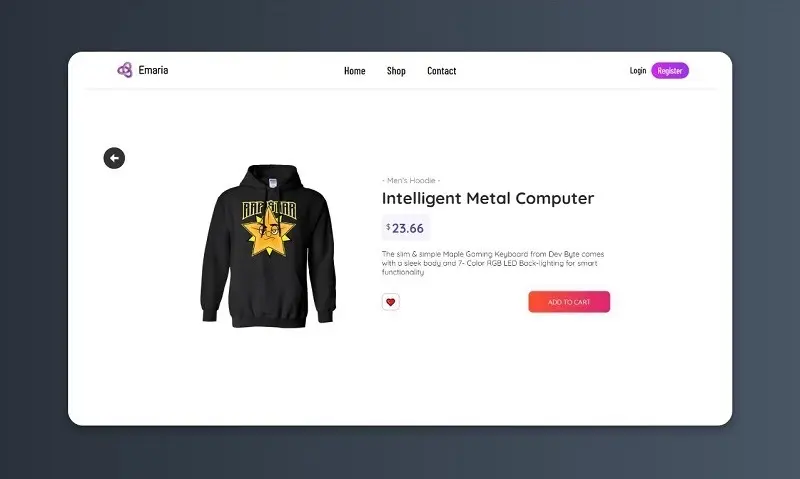 Emaria
Home
Shop
Contact
Login
Register
- Men's Hoodie -
Intelligent Metal Computer
$23.66
The slim & simple Maple Gaming Keyboard from Dev Byte comes
with a sleek body and 7- Color RGB LED Back-lighting for smart
functionality
ADD TO CART
RAPSTAR